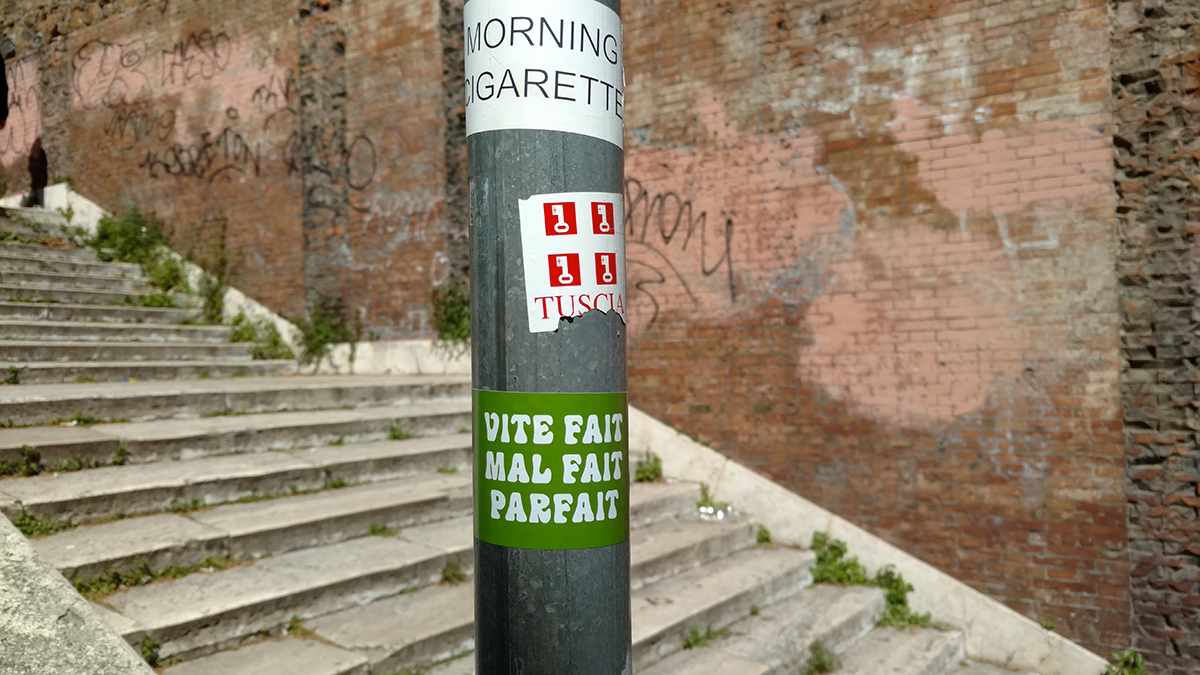 MORNING
CIGARETTE
TUSCIA
VITE FAIT
MAL FAIT
PARFAIT